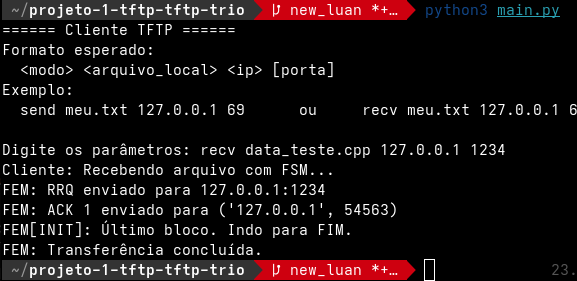 ~/projeto-1-tftp-tftp-trio new_luan *+… python3 main.py
====== Cliente TFTP ======
Formato esperado:
<modo> <arquivo_local> <ip> [porta]
Exemplo:
send meu.txt 127.0.0.1 69 ou recv meu.txt 127.0.0.1 6
Digite os parâmetros: recv data_teste.cpp 127.0.0.1 1234
Cliente: Recebendo arquivo com FSM...
FEM: RRQ enviado para 127.0.0.1:1234
FEM: ACK 1 enviado para ('127.0.0.1', 54563)
FEM[INIT]: Último bloco. Indo para FIM.
FEM: Transferência concluída.
~/projeto-1-tftp-tftp-trio new_luan *+… 23.